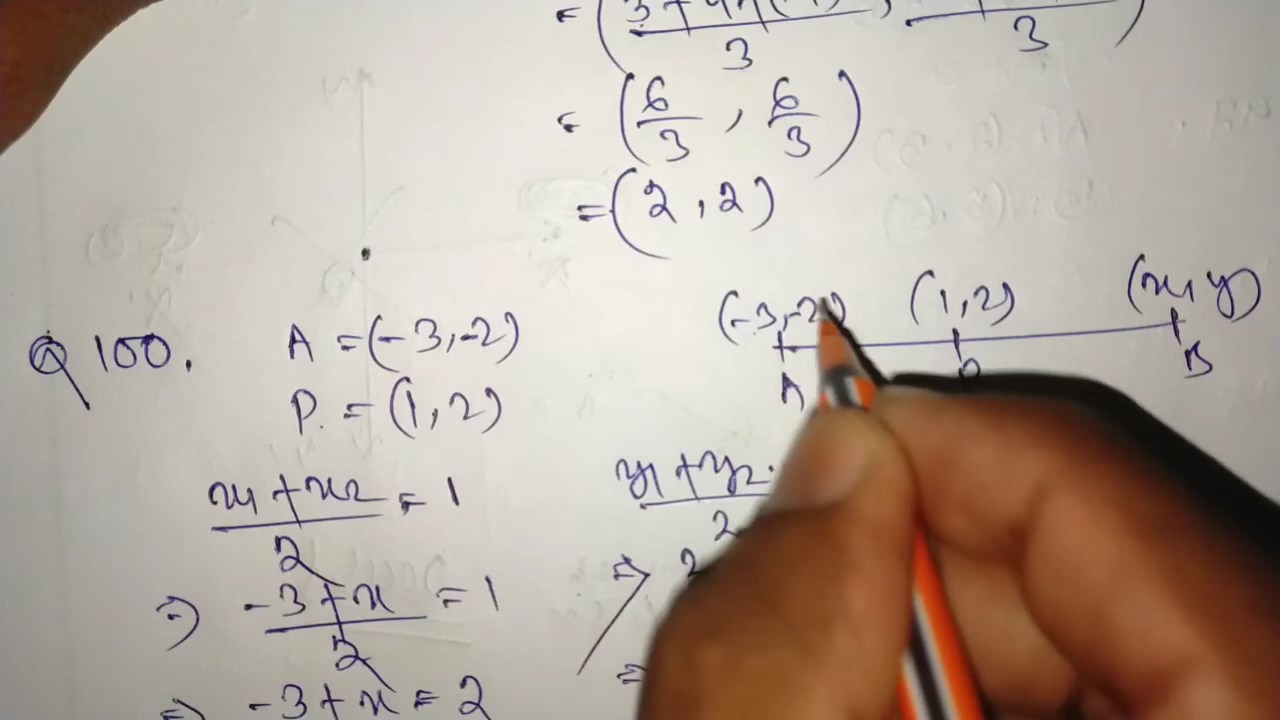 = (6/3, 6/3)
= (2, 2)
(-3,-2) (1,2) (x, y)
A P B
Q 100. A = (-3,-2)
P. = (1,2)
x₁+x₂/2 = 1
y₁+y₂/2
⇒ -3+x/2 = 1
⇒ 2
⇒ -3+x = 2
=